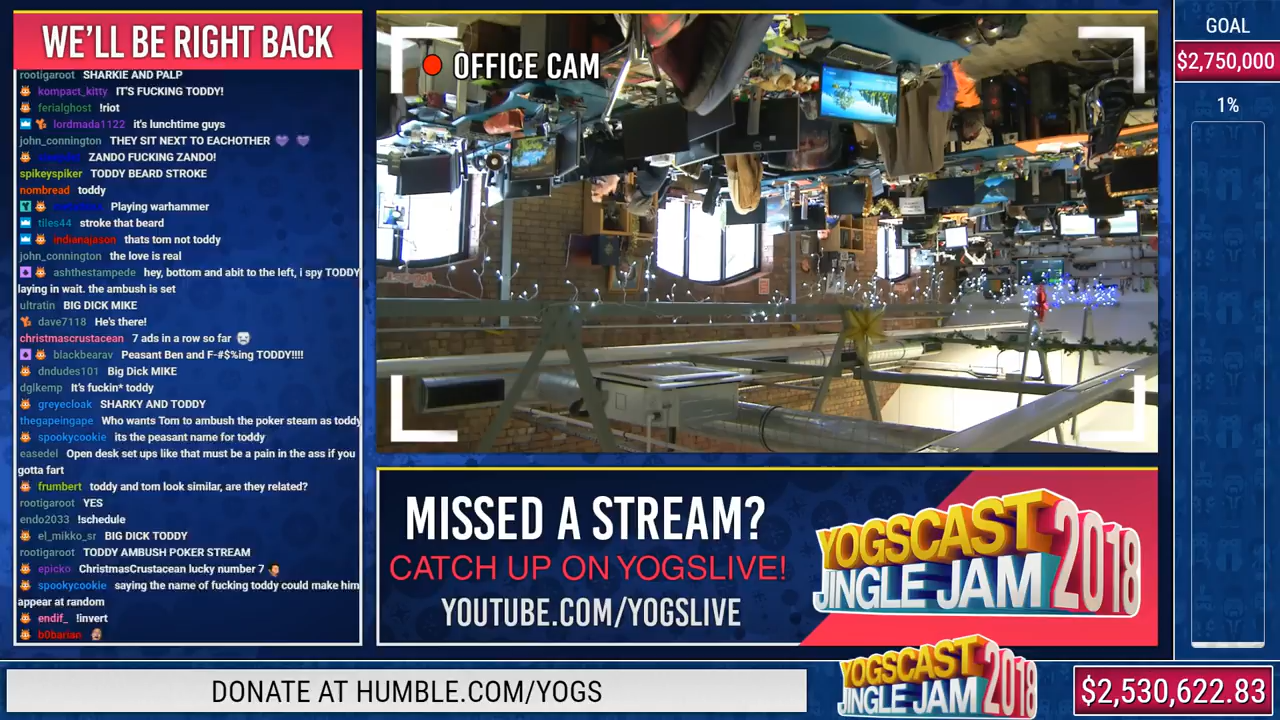 WE'LL BE RIGHT BACK
rootigaroot SHARKIE AND PALP
kompact_kitty IT'S FUCKING TODDY!
ferialghost !riot
lordmada1122 it's lunchtime guys
john_connington THEY SIT NEXT TO EACHOTHER
ZANDO FUCKING ZANDO!
spikeyspiker TODDY BEARD STROKE
nombread toddy
Playing warhammer
tiles44 stroke that beard
indianajason thats tom not toddy
john_connington the love is real
ashthestampede hey, bottom and abit to the left, i spy TODDY
laying in wait. the ambush is set
ultratin BIG DICK MIKE
dave7118 He's there!
christmascrustacean 7 ads in a row so far
blackbearav Peasant Ben and F-#$%ing TODDY!!!!
dndudes101 Big Dick MIKE
dglkemp It's fuckin* toddy
greyecloak SHARKY AND TODDY
thegapeingape Who wants Tom to ambush the poker steam as toddy
spookycookie its the peasant name for toddy
easedel Open desk set ups like that must be a pain in the ass if you
gotta fart
frumbert toddy and tom look similar, are they related?
rootigaroot YES
endo2033 !schedule
el_mikko_sr BIG DICK TODDY
rootigaroot TODDY AMBUSH POKER STREAM
epicko ChristmasCrustacean lucky number 7
spookycookie saying the name of fucking toddy could make him
appear at random
endif_ !invert
b0barian
OFFICE CAM
MISSED A STREAM?
CATCH UP ON YOGSLIVE!
YOUTUBE.COM/YOGSLIVE
YOGSCAST
JINGLE JAM
2018
GOAL
$2,750,000
1%
DONATE AT HUMBLE.COM/YOGS
YOGSCAST
JINGLE JAM
2018
$2,530,622.83